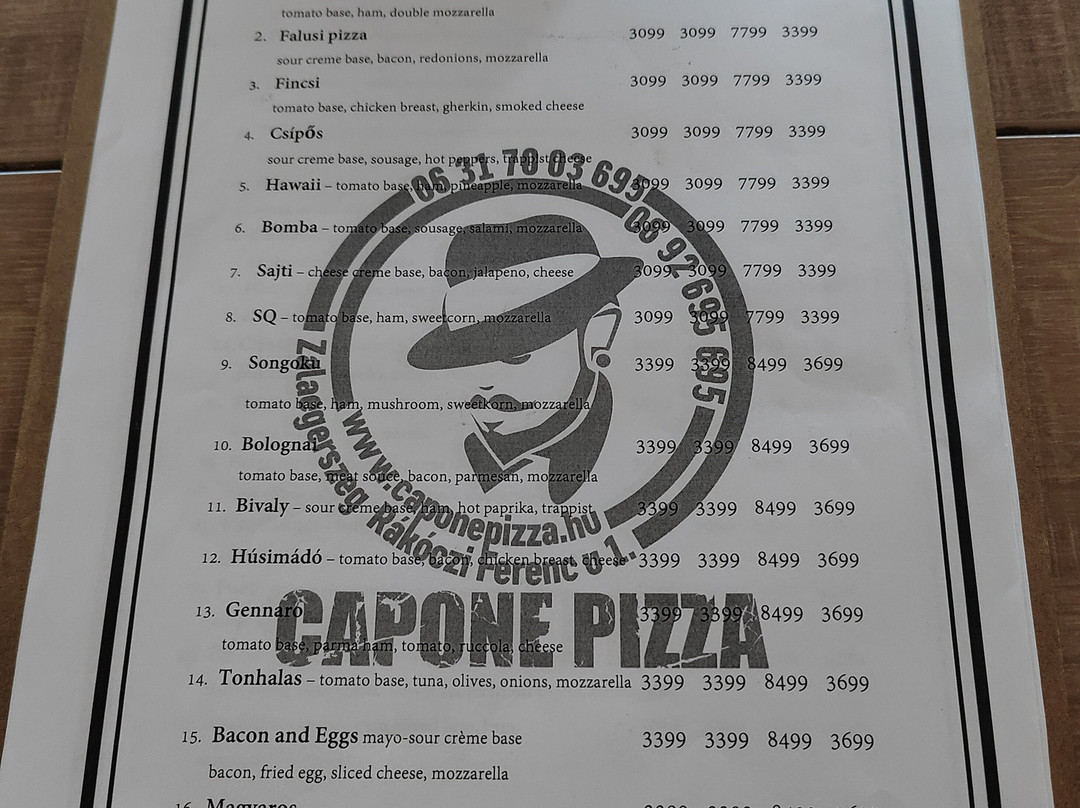 tomato base, ham, double mozzarella
2. Falusi pizza 3099 3099 7799 3399
sour creme base, bacon, redonions, mozzarella
3. Fincsi 3099 3099 7799 3399
tomato base, chicken breast, gherkin, smoked cheese
4. Csípős 3099 3099 7799 3399
sour creme base, sousage, hot peppers, trappist cheese
5. Hawaii – tomato base, ham, pineapple, mozzarella 3099 3099 7799 3399
6. Bomba – tomato base, sousage, salami, mozzarella 3099 3099 7799 3399
7. Sajti – cheese creme base, bacon, jalapeno, cheese 3099 3099 7799 3399
8. SQ – tomato base, ham, sweetcorn, mozzarella 3099 3099 7799 3399
9. Songoku 3399 3399 8499 3699
tomato base, ham, mushroom, sweetkorn, mozzarella
10. Bolognai 3399 3399 8499 3699
tomato base, meat souce, bacon, parmesan, mozzarella
11. Bivaly – sour creme base, ham, hot paprika, trappist 3399 3399 8499 3699
12. Húsimádó – tomato base, bacon, chicken breast, cheese 3399 3399 8499 3699
13. Gennaro 3399 3399 8499 3699
tomato base, parma ham, tomato, ruccola, cheese
14. Tonhalas – tomato base, tuna, olives, onions, mozzarella 3399 3399 8499 3699
15. Bacon and Eggs mayo-sour crème base 3399 3399 8499 3699
bacon, fried egg, sliced cheese, mozzarella
16. Magyaros
06 31 70 03 695
06 92 695 695
Zalaegerszeg Rákóczi Ferenc u 1.
www.caponepizza.hu
CAPONE PIZZA